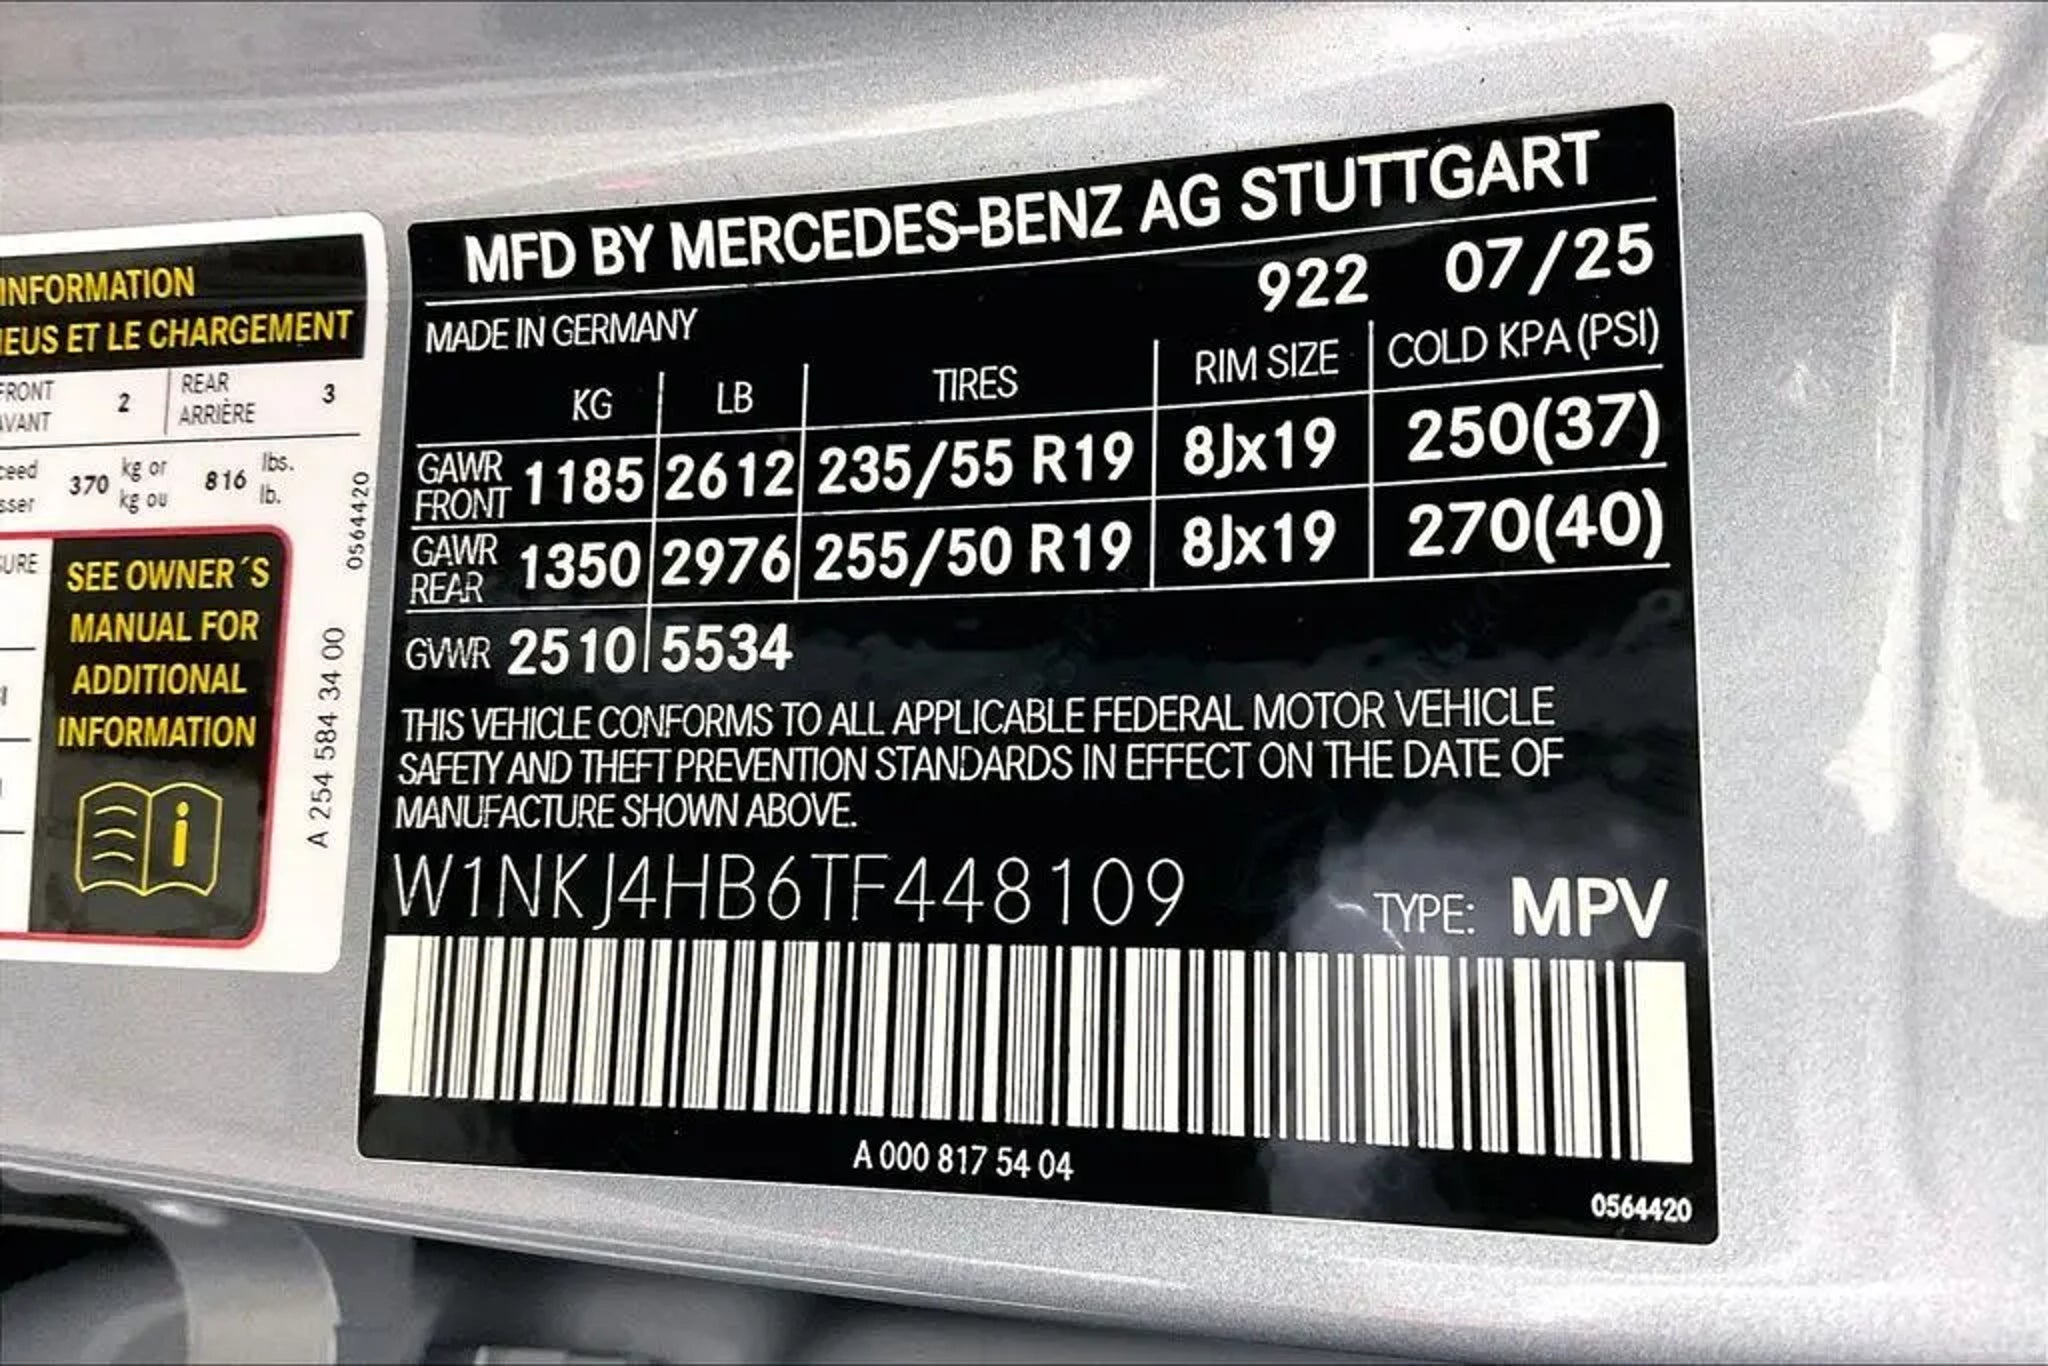 INFORMATION
EUS ET LE CHARGEMENT
FRONT
AVANT
2
REAR
ARRIÈRE
3
370 kg or
kg ou
816 lbs.
lb.
0564420
SEE OWNER´S
MANUAL FOR
ADDITIONAL
INFORMATION
i
A 254 584 34 00
MFD BY MERCEDES-BENZ AG STUTTGART
MADE IN GERMANY 922 07/25
KG LB TIRES RIM SIZE COLD KPA (PSI)
GAWR
FRONT 1185 2612 235/55 R19 8Jx19 250(37)
GAWR
REAR 1350 2976 255/50 R19 8Jx19 270(40)
GVWR 2510 5534
THIS VEHICLE CONFORMS TO ALL APPLICABLE FEDERAL MOTOR VEHICLE
SAFETY AND THEFT PREVENTION STANDARDS IN EFFECT ON THE DATE OF
MANUFACTURE SHOWN ABOVE.
W1NKJ4HB6TF448109 TYPE: MPV
A 000 817 54 04
0564420